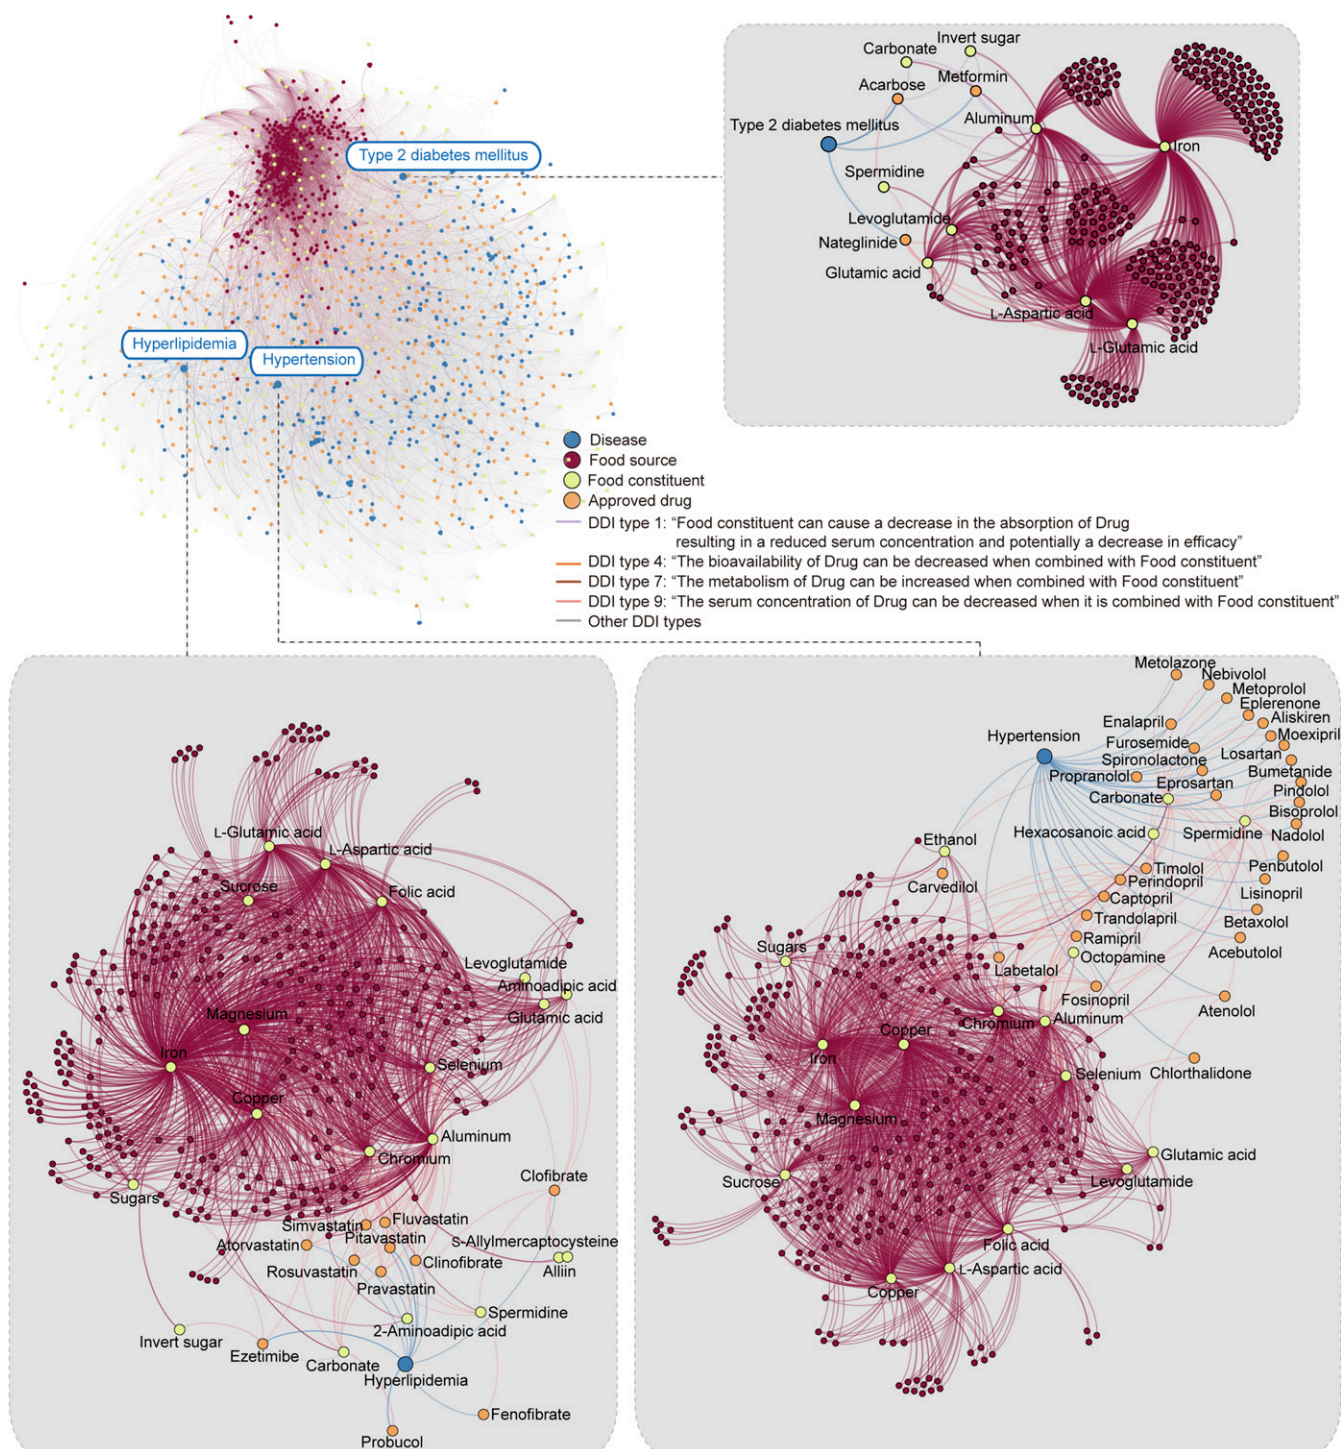 Type 2 diabetes mellitus
Hyperlipidemia
Hypertension
Invert sugar
Carbonate
Metformin
Acarbose
Aluminum
Type 2 diabetes mellitus
Iron
Spermidine
Levoglutamide
Nateglinide
Glutamic acid
L-Aspartic acid
L-Glutamic acid
Disease
Food source
Food constituent
Approved drug
DDI type 1: “Food constituent can cause a decrease in the absorption of Drug
resulting in a reduced serum concentration and potentially a decrease in efficacy”
DDI type 4: “The bioavailability of Drug can be decreased when combined with Food constituent”
DDI type 7: “The metabolism of Drug can be increased when combined with Food constituent”
DDI type 9: “The serum concentration of Drug can be decreased when it is combined with Food constituent”
Other DDI types
L-Glutamic acid
L-Aspartic acid
Sucrose
Folic acid
Levoglutamide
Aminoadipic acid
Glutamic acid
Magnesium
Iron
Selenium
Copper
Aluminum
Chromium
Sugars
Clofibrate
Simvastatin
Fluvastatin
Pitavastatin
Atorvastatin
S-Allylmercaptocysteine
Rosuvastatin
Clinofibrate
Alliin
Pravastatin
Spermidine
2-Aminoadipic acid
Invert sugar
Ezetimibe
Carbonate
Hyperlipidemia
Fenofibrate
Probucol
Metolazone
Nebivolol
Metoprolol
Eplerenone
Enalapril
Aliskiren
Moexipril
Hypertension
Furosemide
Losartan
Spironolactone
Bumetanide
Propranolol
Eprosartan
Pindolol
Carbonate
Bisoprolol
Hexacosanoic acid
Spermidine
Nadolol
Ethanol
Timolol
Penbutolol
Carvedilol
Perindopril
Lisinopril
Captopril
Trandolapril
Betaxolol
Ramipril
Acebutolol
Sugars
Octopamine
Labetalol
Fosinopril
Atenolol
Chromium
Aluminum
Copper
Iron
Selenium
Chlorthalidone
Magnesium
Glutamic acid
Sucrose
Levoglutamide
Folic acid
L-Aspartic acid
Copper